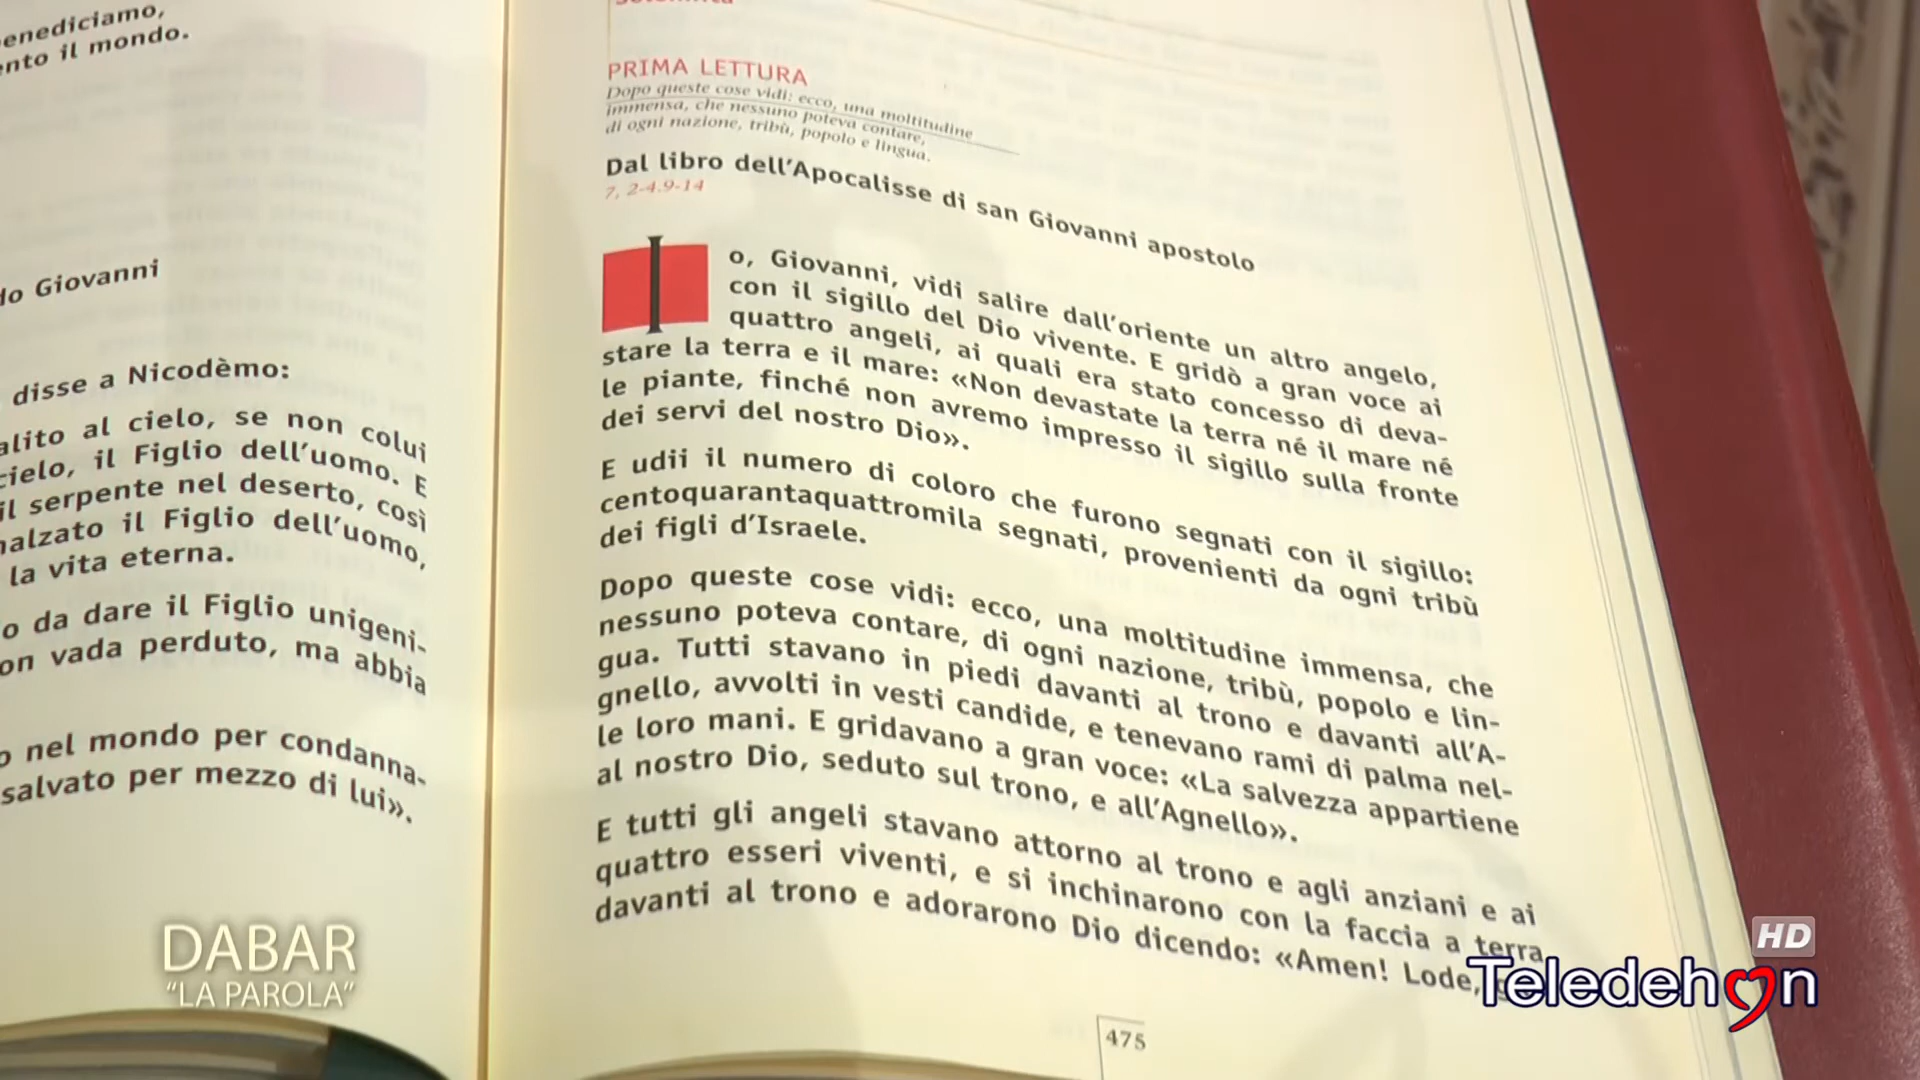 enediciamo,
ento il mondo.
do Giovanni
disse a Nicodèmo:
alito al cielo, se non colui
cielo, il Figlio dell'uomo. E
il serpente nel deserto, così
nalzato il Figlio dell'uomo,
la vita eterna.
o da dare il Figlio unigeni-
on vada perduto, ma abbia
o nel mondo per condanna-
salvato per mezzo di lui».
PRIMA LETTURA
Dopo queste cose vidi: ecco, una moltitudine
immensa, che nessuno poteva contare,
di ogni nazione, tribù, popolo e lingua.
Dal libro dell'Apocalisse di san Giovanni apostolo
7, 2-4.9-14
Io, Giovanni, vidi salire dall'oriente un altro angelo,
con il sigillo del Dio vivente. E gridò a gran voce ai
quattro angeli, ai quali era stato concesso di deva-
stare la terra e il mare: «Non devastate la terra né il mare né
le piante, finché non avremo impresso il sigillo sulla fronte
dei servi del nostro Dio».
E udii il numero di coloro che furono segnati con il sigillo:
centoquarantaquattromila segnati, provenienti da ogni tribù
dei figli d'Israele.
Dopo queste cose vidi: ecco, una moltitudine immensa, che
nessuno poteva contare, di ogni nazione, tribù, popolo e lin-
gua. Tutti stavano in piedi davanti al trono e davanti all'A-
gnello, avvolti in vesti candide, e tenevano rami di palma nel-
le loro mani. E gridavano a gran voce: «La salvezza appartiene
al nostro Dio, seduto sul trono, e all'Agnello».
E tutti gli angeli stavano attorno al trono e agli anziani e ai
quattro esseri viventi, e si inchinarono con la faccia a terra
davanti al trono e adorarono Dio dicendo: «Amen! Lode,
475
DABAR
"LA PAROLA"
HD
Teledehon